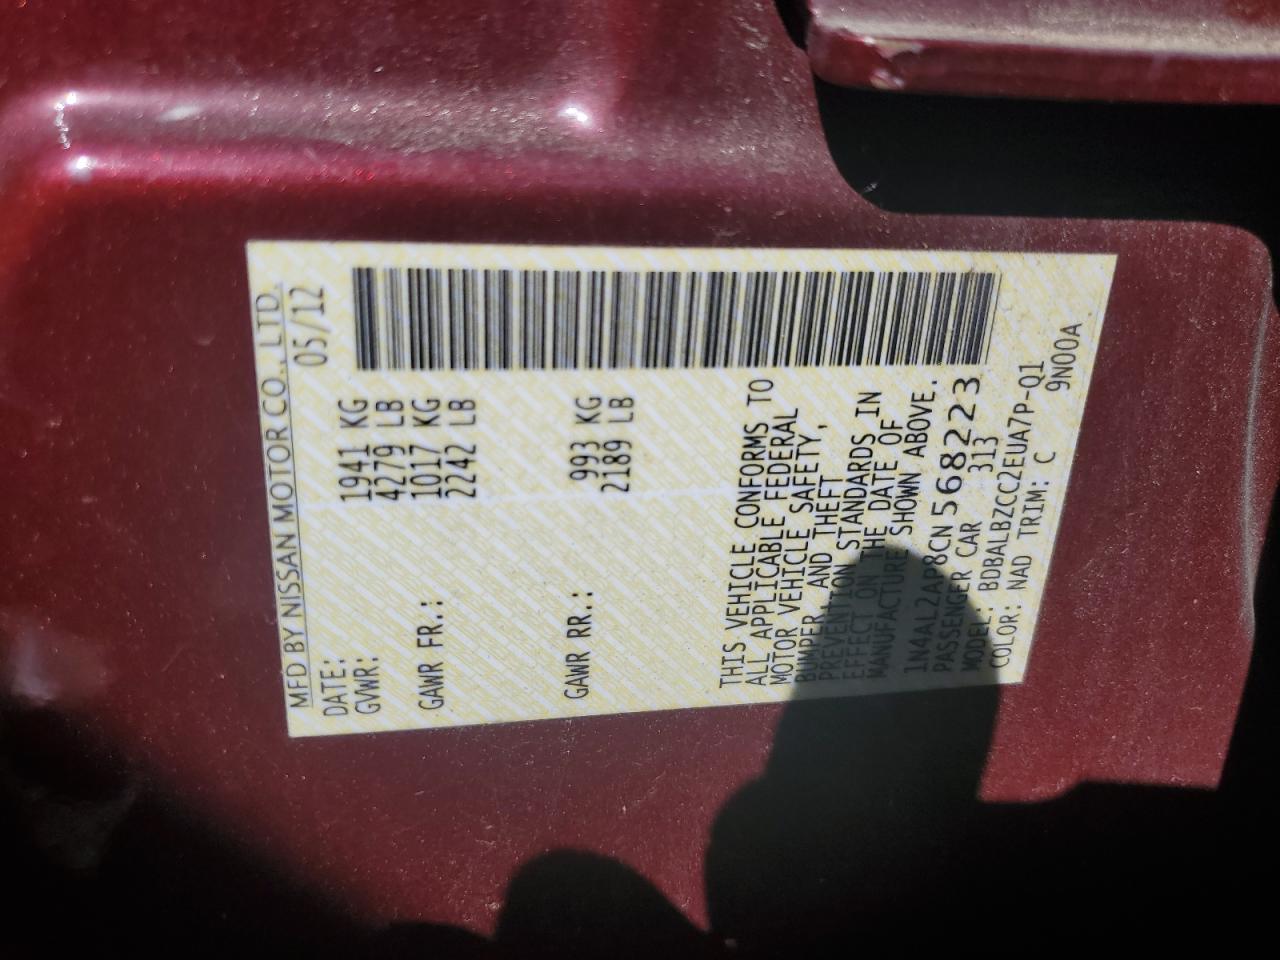 MFD BY NISSAN MOTOR CO., LTD.
DATE: 05/12
GVWR: 1941 KG
4279 LB
GAWR FR.: 1017 KG
2242 LB
GAWR RR.: 993 KG
2189 LB
THIS VEHICLE CONFORMS TO
ALL APPLICABLE FEDERAL
MOTOR VEHICLE SAFETY,
BUMPER AND THEFT
PREVENTION STANDARDS IN
EFFECT ON THE DATE OF
MANUFACTURE SHOWN ABOVE.
1N4AL2AP8CN568223
PASSENGER CAR 313
MODEL: BDBALBZCC2EUA7P-Q1
COLOR: NAD TRIM: C 9N00A